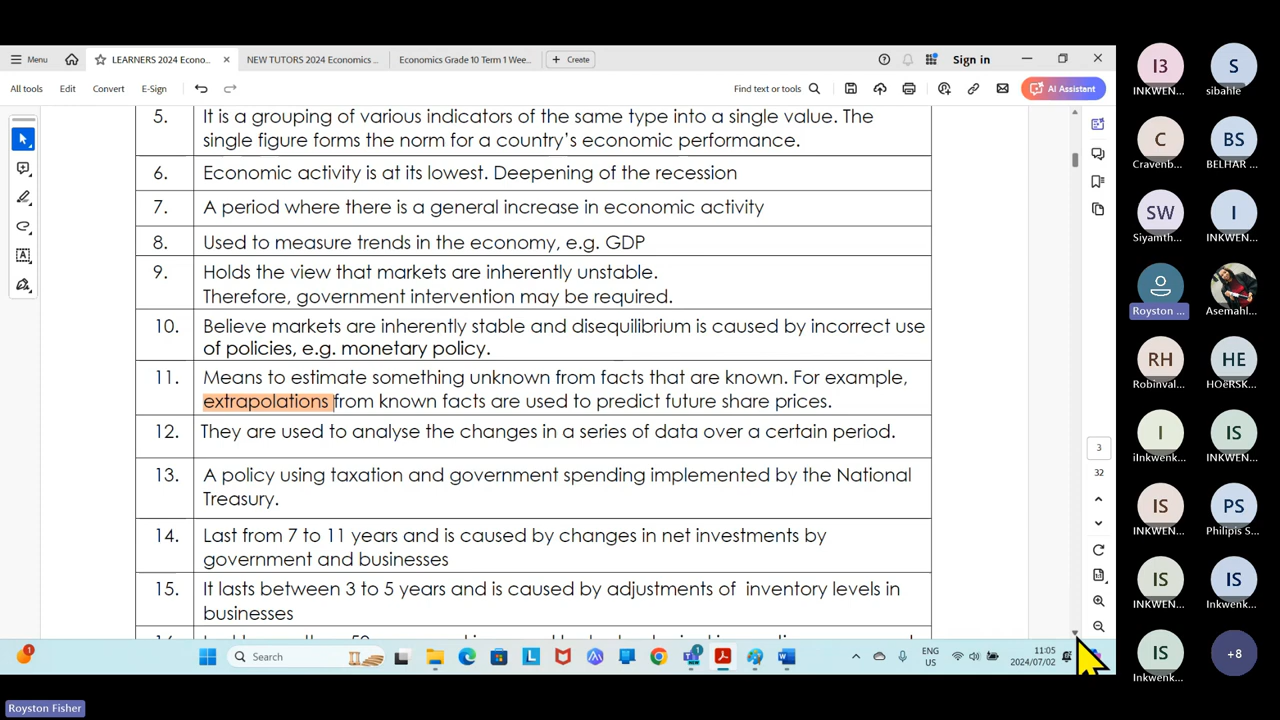 Menu
LEARNERS 2024 Econo...
NEW TUTORS 2024 Economics ...
Economics Grade 10 Term 1 Wee...
+ Create
Sign in
All tools
Edit
Convert
E-Sign
Find text or tools
AI Assistant
5. It is a grouping of various indicators of the same type into a single value. The
single figure forms the norm for a country's economic performance.
6. Economic activity is at its lowest. Deepening of the recession
7. A period where there is a general increase in economic activity
8. Used to measure trends in the economy, e.g. GDP
9. Holds the view that markets are inherently unstable.
Therefore, government intervention may be required.
10. Believe markets are inherently stable and disequilibrium is caused by incorrect use
of policies, e.g. monetary policy.
11. Means to estimate something unknown from facts that are known. For example,
extrapolations from known facts are used to predict future share prices.
12. They are used to analyse the changes in a series of data over a certain period.
13. A policy using taxation and government spending implemented by the National
Treasury.
14. Last from 7 to 11 years and is caused by changes in net investments by
government and businesses
15. It lasts between 3 to 5 years and is caused by adjustments of inventory levels in
businesses
3
32
Search
ENG
US
11:05
2024/07/02
I3
INKWEN...
S
sibahle
C
Cravenb...
BS
BELHAR ...
SW
Siyamth...
I
INKWEN...
Royston ...
Asemahl...
RH
Robinval...
HE
HOërSK...
I
iInkwenk...
IS
INKWEN...
IS
INKWEN...
PS
Philipis S...
IS
INKWEN...
IS
Inkwenk...
IS
Inkwenk...
+8
Royston Fisher